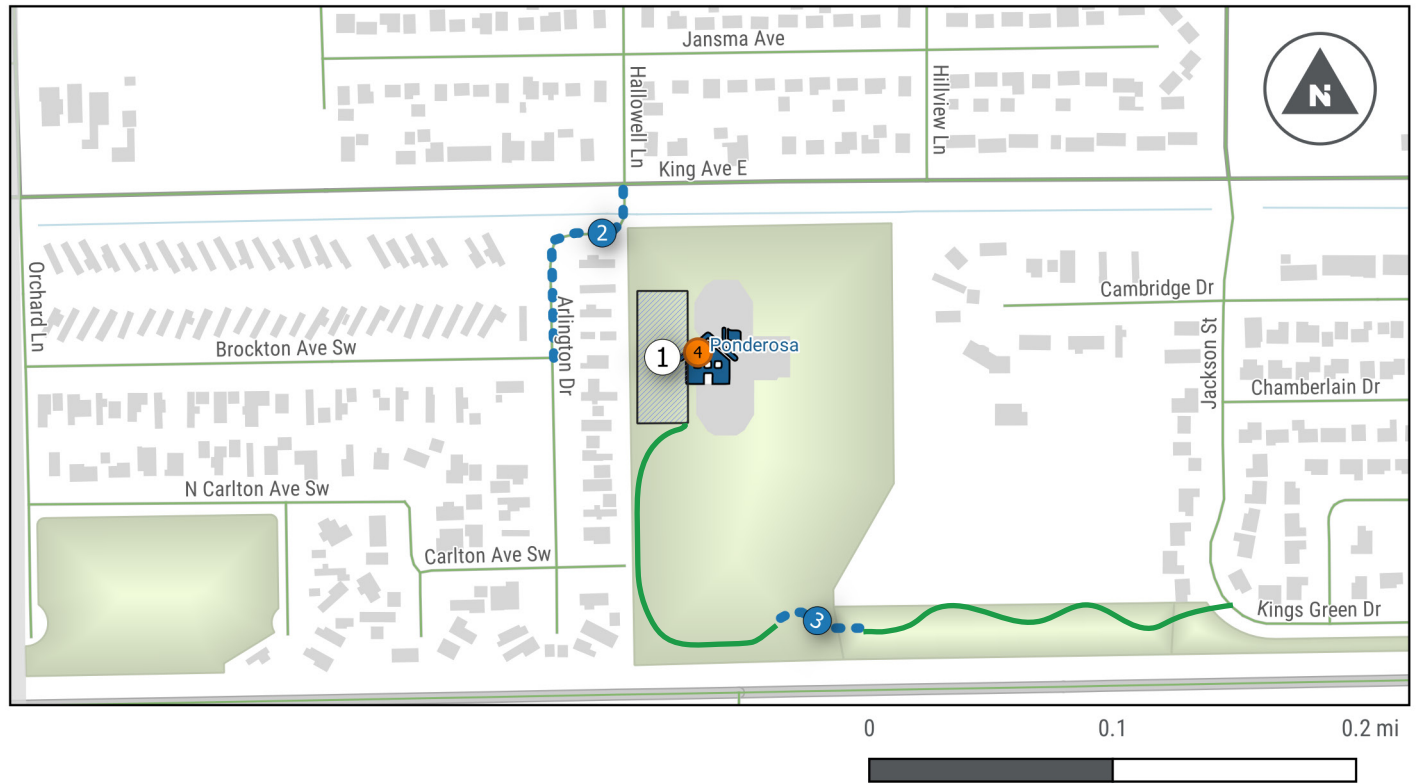 Jansma Ave
Hallowell Ln
Hillview Ln
N
King Ave E
2
Orchard Ln
Arlington Dr
Cambridge Dr
Brockton Ave Sw
1
4
Ponderosa
Jackson St
Chamberlain Dr
N Carlton Ave Sw
Carlton Ave Sw
3
Kings Green Dr
0 0.1 0.2 mi